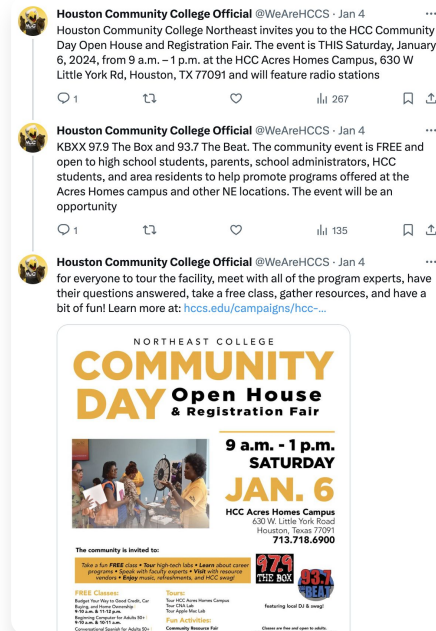 Houston Community College Official @WeAreHCCS · Jan 4
Houston Community College Northeast invites you to the HCC Community
Day Open House and Registration Fair. The event is THIS Saturday, January
6, 2024, from 9 a.m. – 1 p.m. at the HCC Acres Homes Campus, 630 W
Little York Rd, Houston, TX 77091 and will feature radio stations
1 267
Houston Community College Official @WeAreHCCS · Jan 4
KBXX 97.9 The Box and 93.7 The Beat. The community event is FREE and
open to high school students, parents, school administrators, HCC
students, and area residents to help promote programs offered at the
Acres Homes campus and other NE locations. The event will be an
opportunity
1 135
Houston Community College Official @WeAreHCCS · Jan 4
for everyone to tour the facility, meet with all of the program experts, have
their questions answered, take a free class, gather resources, and have a
bit of fun! Learn more at: hccs.edu/campaigns/hcc-...
NORTHEAST COLLEGE
COMMUNITY
DAY Open House
& Registration Fair
9 a.m. - 1 p.m.
SATURDAY
JAN. 6
HCC Acres Homes Campus
630 W. Little York Road
Houston, Texas 77091
713.718.6900
The community is invited to:
Take a fun FREE class • Tour high-tech labs • Learn about career
programs • Speak with faculty experts • Visit with resource
vendors • Enjoy music, refreshments, and HCC swag!
97.9
THE BOX
93.7
THE BEAT
featuring local DJ & swag!
FREE Classes:
Budget Your Way to Good Credit, Car
Buying, and Home Ownership
9-10 a.m. & 11-12 p.m.
Beginning Computer for Adults 50+
9-10 a.m. & 10-11 a.m.
Conversational Spanish for Adults 50+
Tours:
Tour HCC Acres Homes Campus
Tour CNA Lab
Tour Apple Mac Lab
Fun Activities:
Community Resource Fair
Classes are free and open to all.